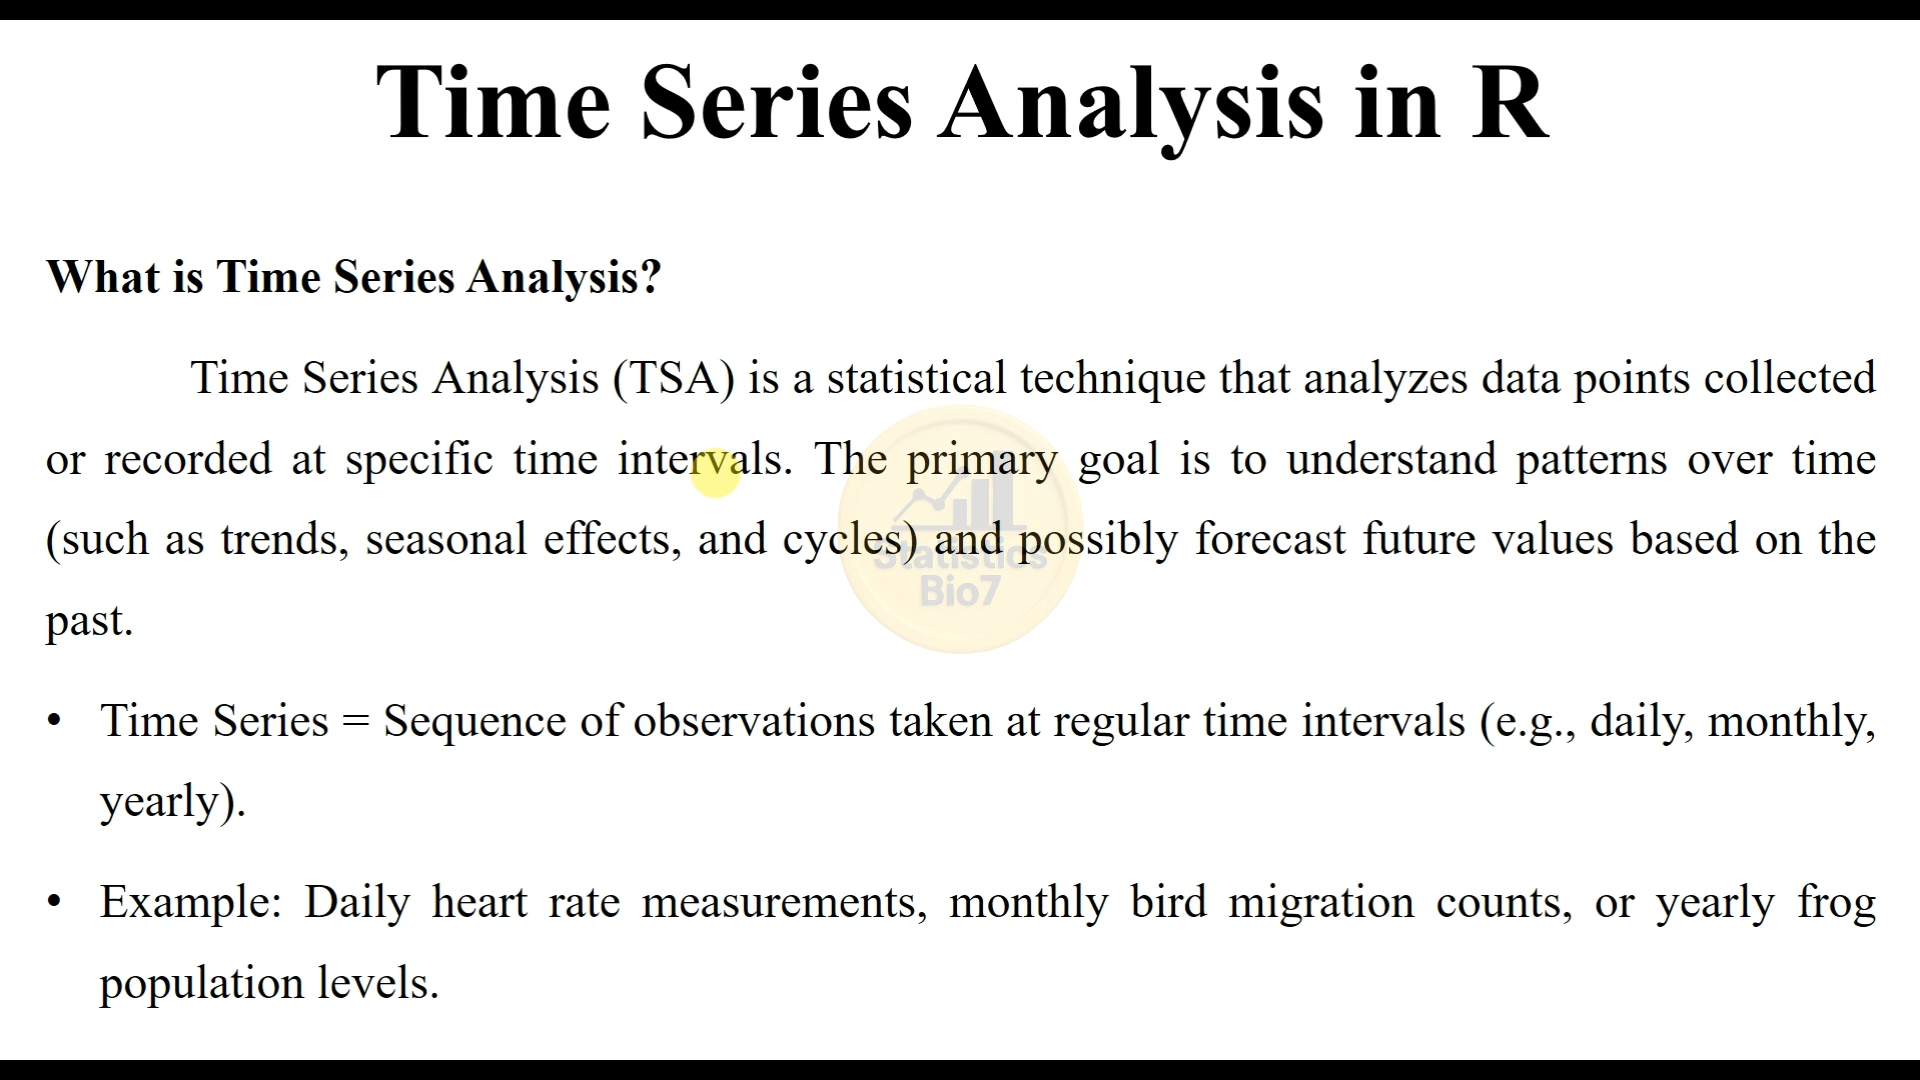 Time Series Analysis in R
What is Time Series Analysis?
Time Series Analysis (TSA) is a statistical technique that analyzes data points collected
or recorded at specific time intervals. The primary goal is to understand patterns over time
(such as trends, seasonal effects, and cycles) and possibly forecast future values based on the
past.
Statistics
Bio7
• Time Series = Sequence of observations taken at regular time intervals (e.g., daily, monthly,
yearly).
• Example: Daily heart rate measurements, monthly bird migration counts, or yearly frog
population levels.